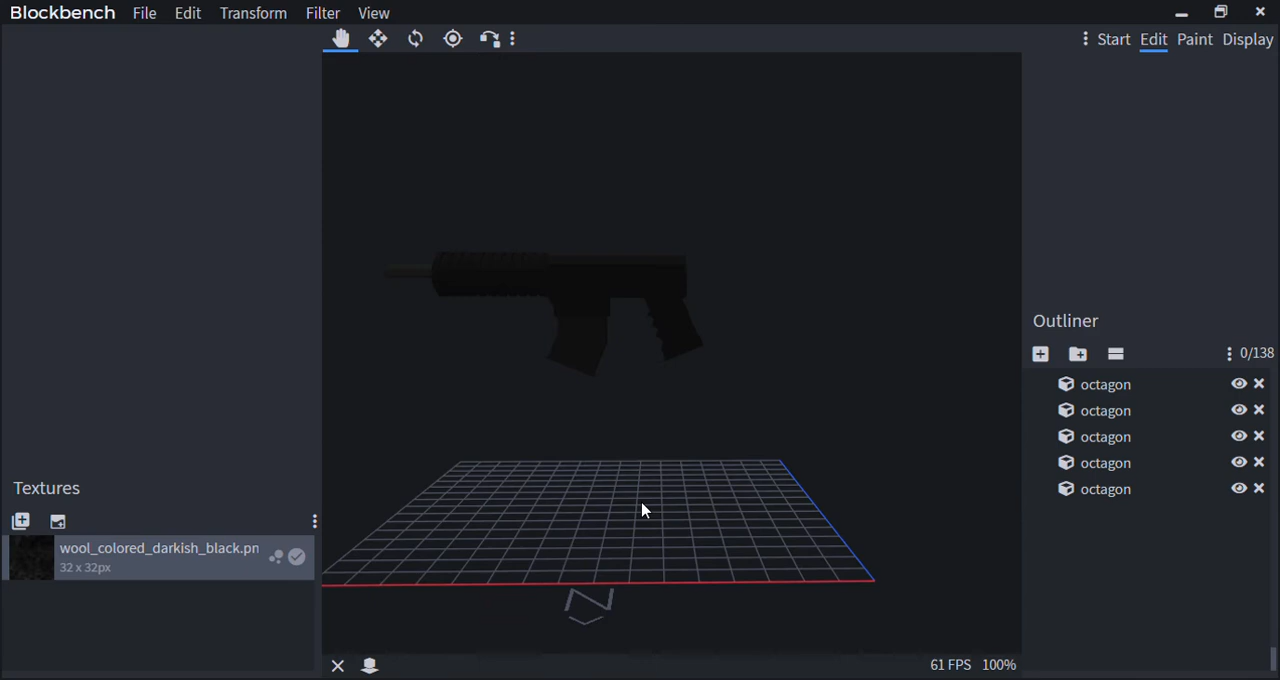 Blockbench File Edit Transform Filter View
Start Edit Paint Display
Outliner
0/138
octagon
octagon
octagon
octagon
octagon
Textures
wool_colored_darkish_black.pn
32 x 32px
N
61 FPS 100%